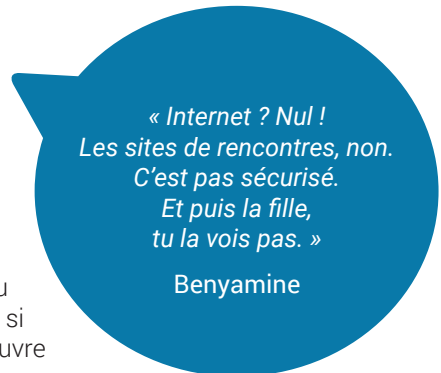 « Internet ? Nul !
Les sites de rencontres, non.
C’est pas sécurisé.
Et puis la fille,
tu la vois pas. »
Benyamine
si